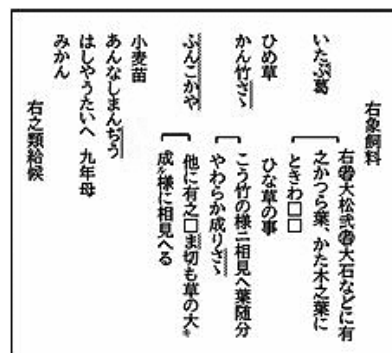 右象飼料
いたぶ葛
右者大松弐者大石などに有
之かつら葉、かた木之葉に
ときわ□□
ひめ草
ひな草の事
かん竹さゝ
こう竹の様ニ相見へ葉随分
やわらか成りさゝ
ぶんこかや
他に有之□ま切も草の大キ
成ル様に相見へる
小麦苗
あんなしまんぢう
はしやうたいへ 九年母
みかん
右之類給候